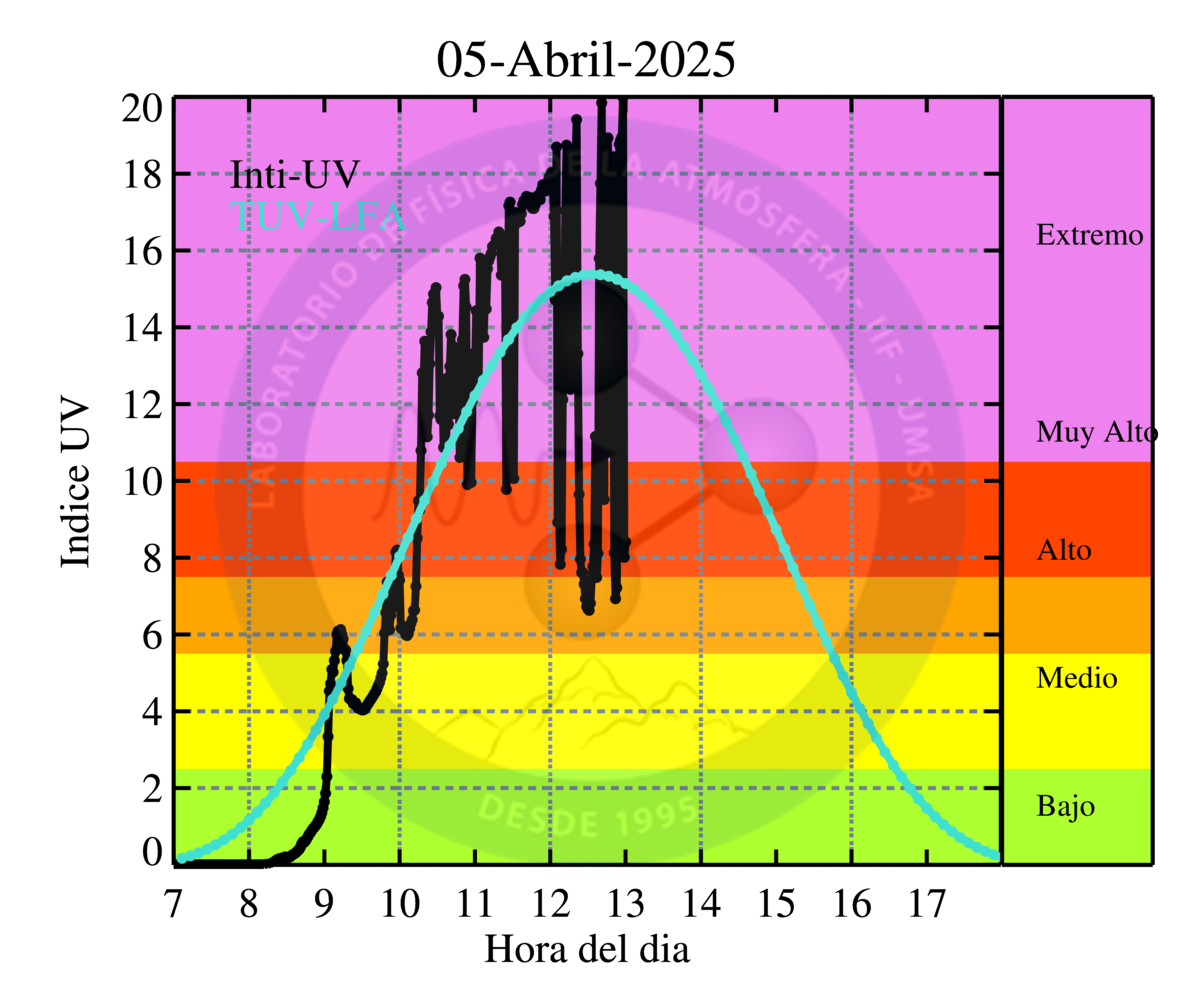 05-Abril-2025
Inti-UV
TUV-LFA
LABORATORIO DE FÍSICA DE LA ATMÓSFERA - IIF - UMSA
DESDE 1995
Indice UV
20
18
16
14
12
10
8
6
4
2
0
Extremo
Muy Alto
Alto
Medio
Bajo
7 8 9 10 11 12 13 14 15 16 17
Hora del dia